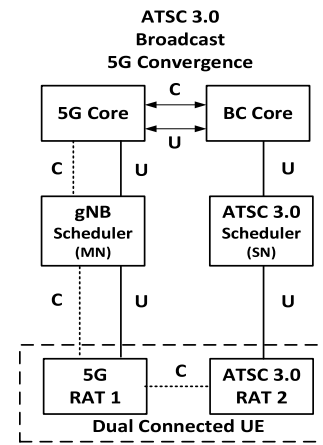 ATSC 3.0
Broadcast
5G Convergence
C
5G Core
BC Core
U
C
U
U
gNB
Scheduler
(MN)
ATSC 3.0
Scheduler
(SN)
C
U
U
5G
RAT 1
C
ATSC 3.0
RAT 2
Dual Connected UE